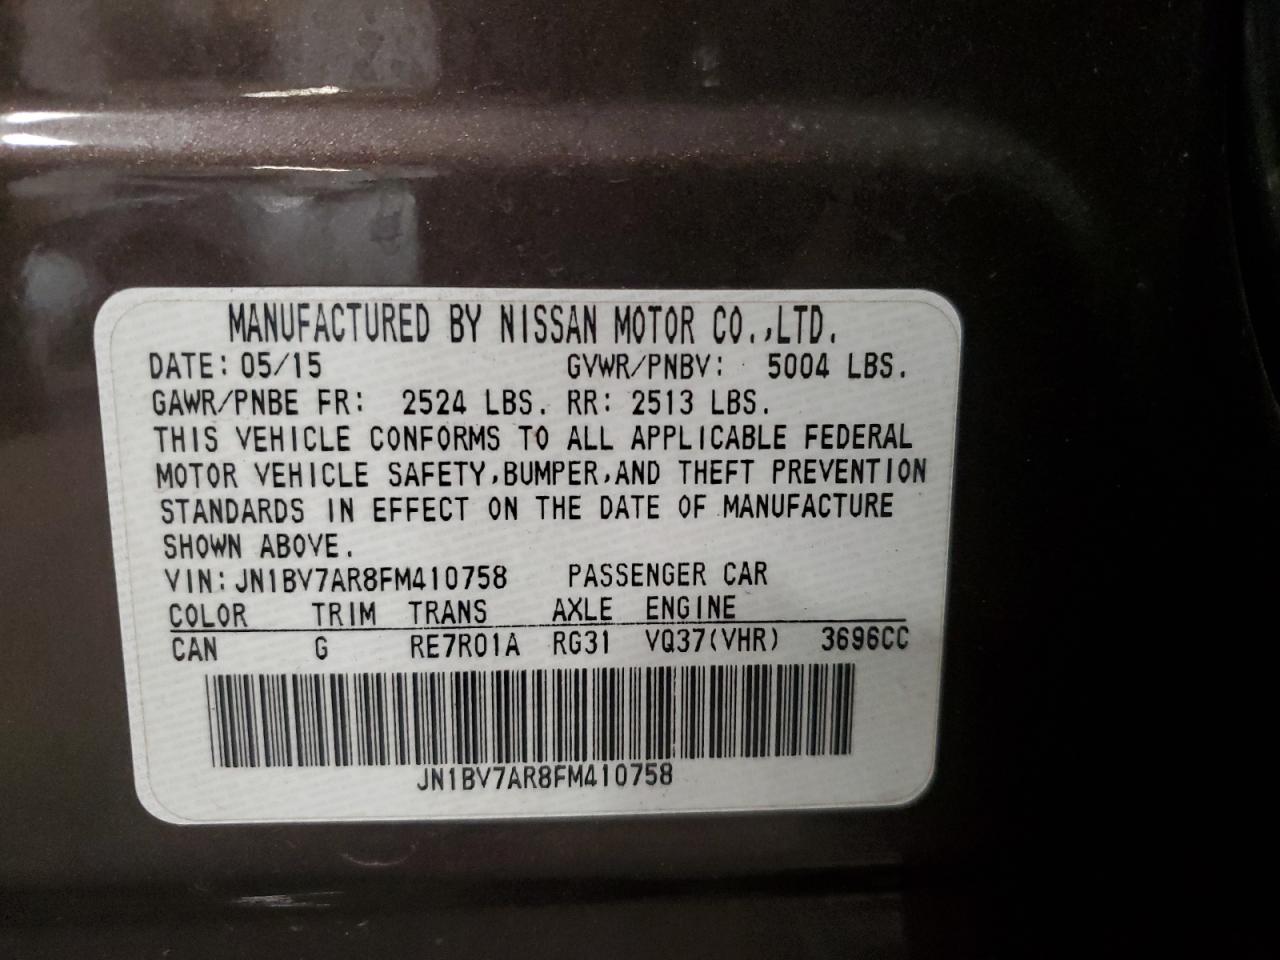 MANUFACTURED BY NISSAN MOTOR CO.,LTD.
DATE: 05/15 GVWR/PNBV: 5004 LBS.
GAWR/PNBE FR: 2524 LBS. RR: 2513 LBS.
THIS VEHICLE CONFORMS TO ALL APPLICABLE FEDERAL
MOTOR VEHICLE SAFETY,BUMPER,AND THEFT PREVENTION
STANDARDS IN EFFECT ON THE DATE OF MANUFACTURE
SHOWN ABOVE.
VIN: JN1BV7AR8FM410758 PASSENGER CAR
COLOR TRIM TRANS AXLE ENGINE
CAN G RE7R01A RG31 VQ37(VHR) 3696CC
JN1BV7AR8FM410758